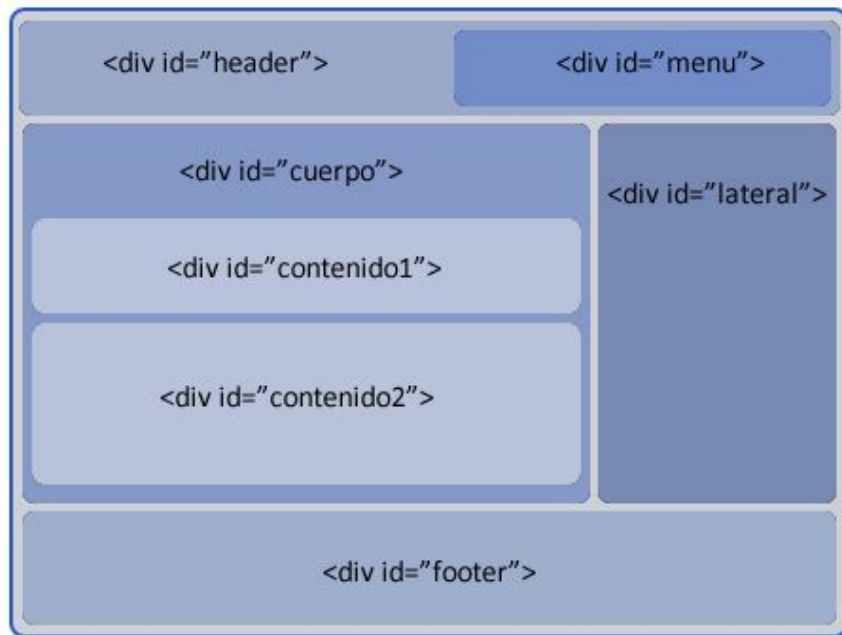 <div id=”header”>
<div id=”menu”>
<div id=”cuerpo”>
<div id=”lateral”>
<div id=”contenido1”>
<div id=”contenido2”>
<div id=”footer”>